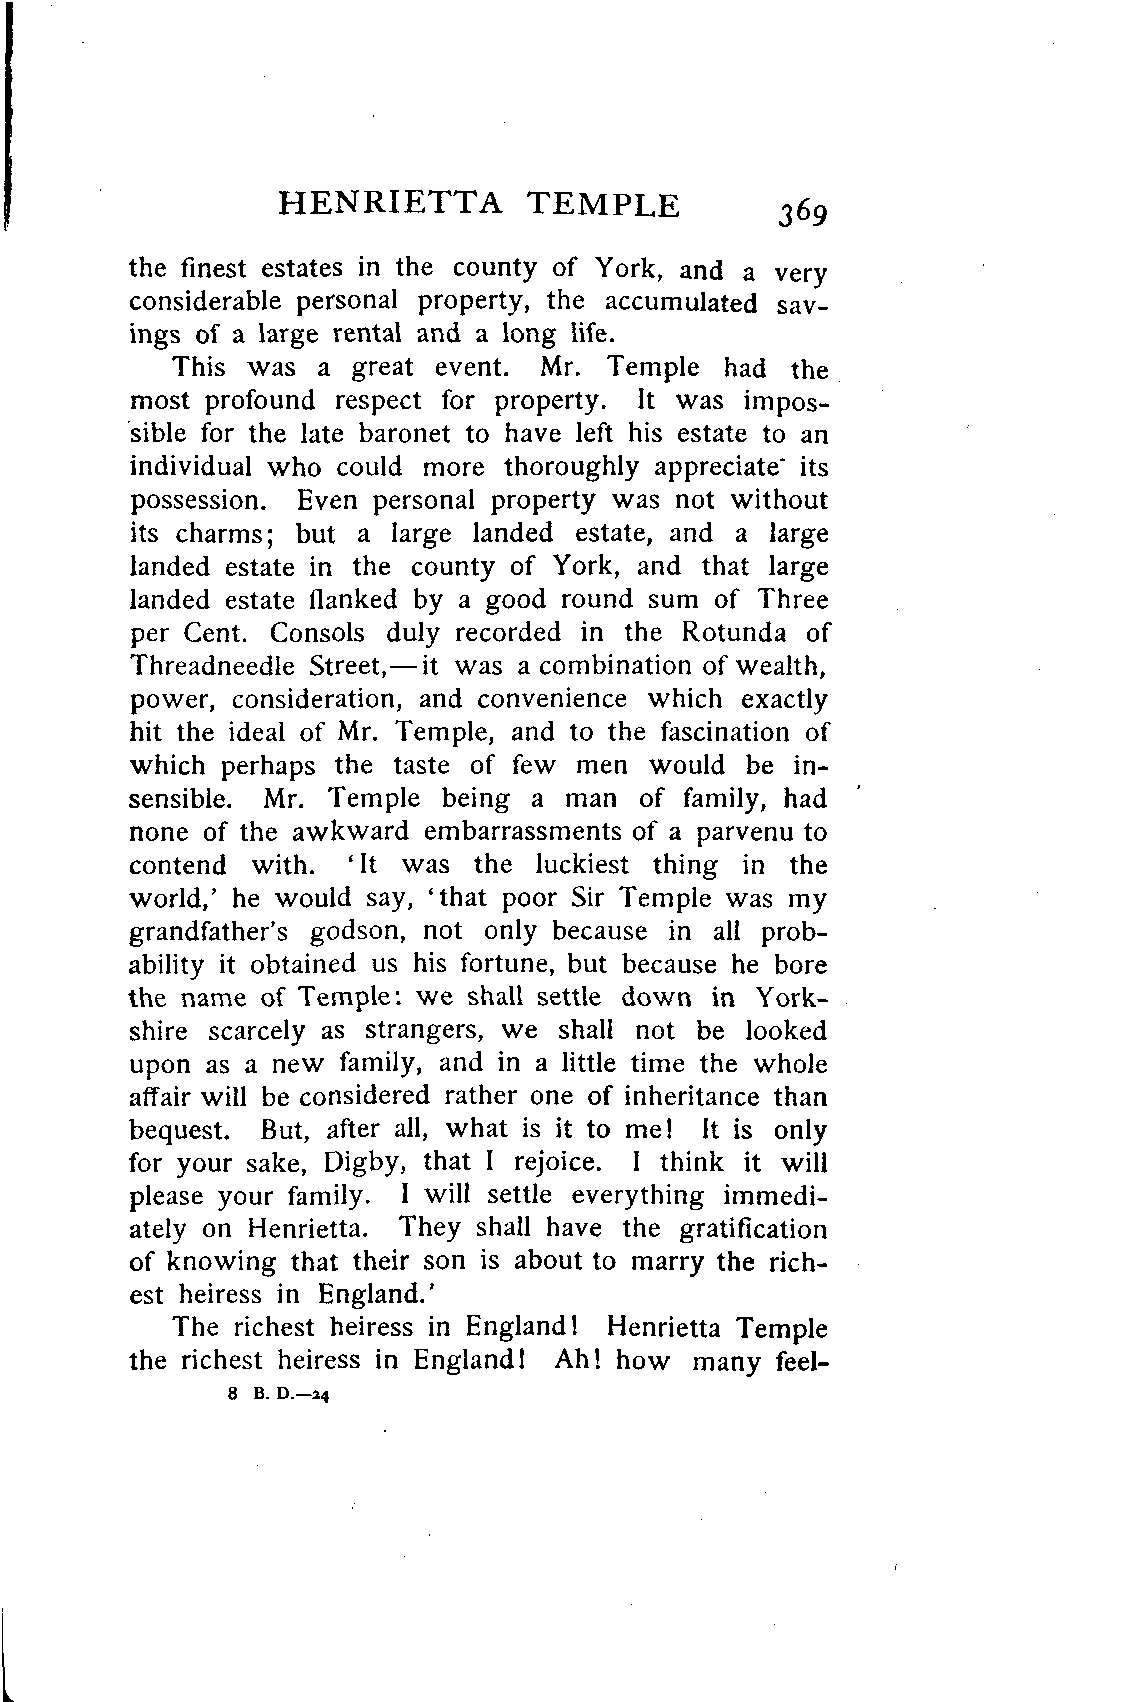 HENRIETTA TEMPLE 369
the finest estates in the county of York, and a very
considerable personal property, the accumulated sav-
ings of a large rental and a long life.
This was a great event. Mr. Temple had the
most profound respect for property. It was impos-
sible for the late baronet to have left his estate to an
individual who could more thoroughly appreciate its
possession. Even personal property was not without
its charms; but a large landed estate, and a large
landed estate in the county of York, and that large
landed estate flanked by a good round sum of Three
per Cent. Consols duly recorded in the Rotunda of
Threadneedle Street,—it was a combination of wealth,
power, consideration, and convenience which exactly
hit the ideal of Mr. Temple, and to the fascination of
which perhaps the taste of few men would be in-
sensible. Mr. Temple being a man of family, had
none of the awkward embarrassments of a parvenu to
contend with. ‘It was the luckiest thing in the
world,’ he would say, ‘that poor Sir Temple was my
grandfather’s godson, not only because in all prob-
ability it obtained us his fortune, but because he bore
the name of Temple: we shall settle down in York-
shire scarcely as strangers, we shall not be looked
upon as a new family, and in a little time the whole
affair will be considered rather one of inheritance than
bequest. But, after all, what is it to me! It is only
for your sake, Digby, that I rejoice. I think it will
please your family. I will settle everything immedi-
ately on Henrietta. They shall have the gratification
of knowing that their son is about to marry the rich-
est heiress in England.’
The richest heiress in England! Henrietta Temple
the richest heiress in England! Ah! how many feel-
8 B. D.—24